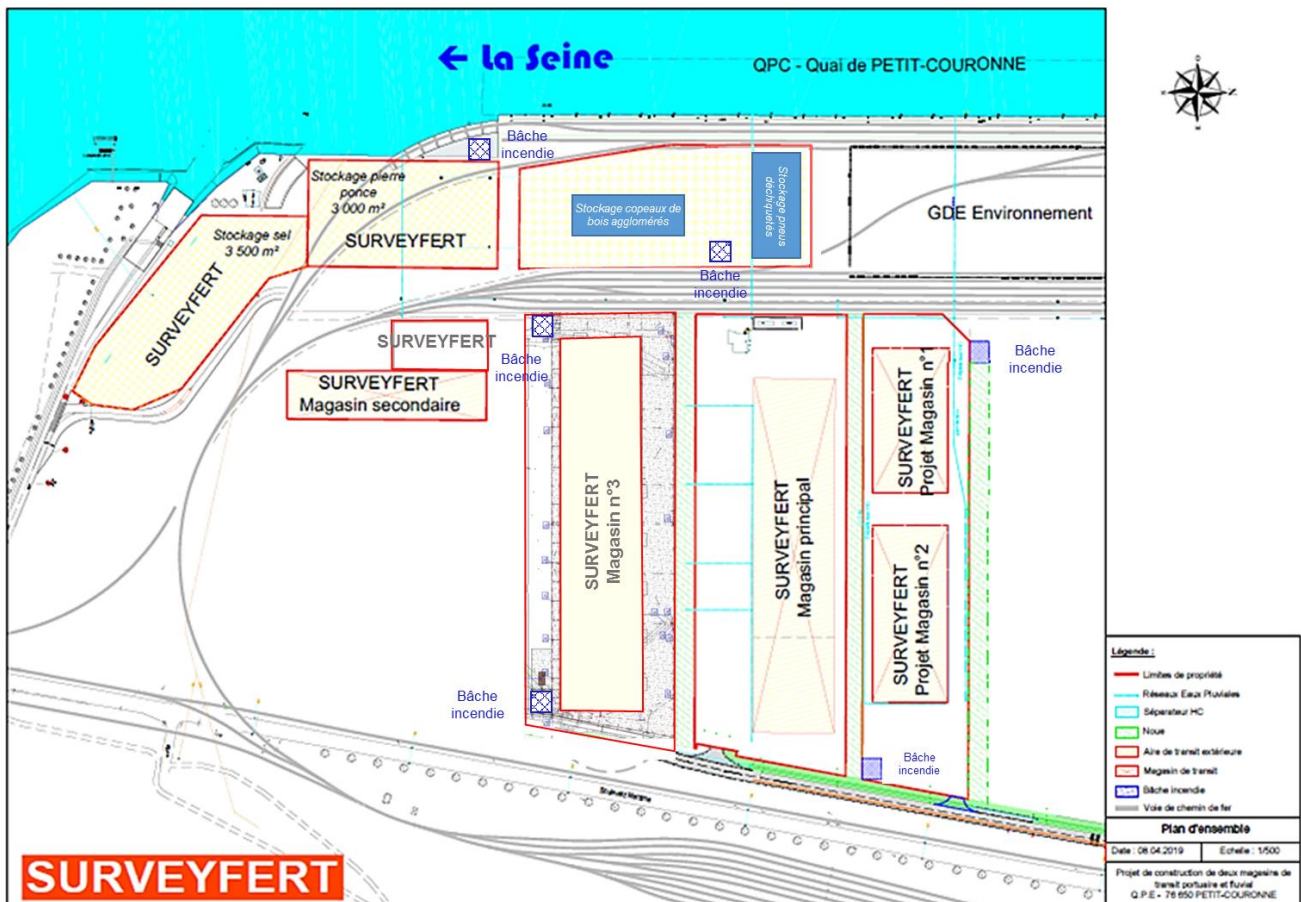 ← La Seine
QPC - Quai de PETIT-COURONNE
Bâche
incendie
Stockage pierre
ponce
3 000 m²
SURVEYFERT
Stockage sel
3 500 m²
SURVEYFERT
Stockage copeaux de
bois agglomérés
Stockage pneus
déchiquetés
GDE Environnement
Bâche
incendie
SURVEYFERT
Bâche
incendie
SURVEYFERT
Magasin secondaire
SURVEYFERT
Magasin n°3
SURVEYFERT
Magasin principal
SURVEYFERT
Projet Magasin n°1
Bâche
incendie
SURVEYFERT
Projet Magasin n°2
Bâche
incendie
Bâche
incendie
Légende :
Limites de propriété
Réseaux Eaux Pluviales
Séparateur HC
Noue
Aire de transit extérieure
Magasin de transit
Bâche incendie
Voie de chemin de fer
Plan d'ensemble
Date : 08.04.2019
Echelle : 1/500
Projet de construction de deux magasins de
transit portuaire et fluvial
Q.P.E - 76 650 PETIT-COURONNE
SURVEYFERT